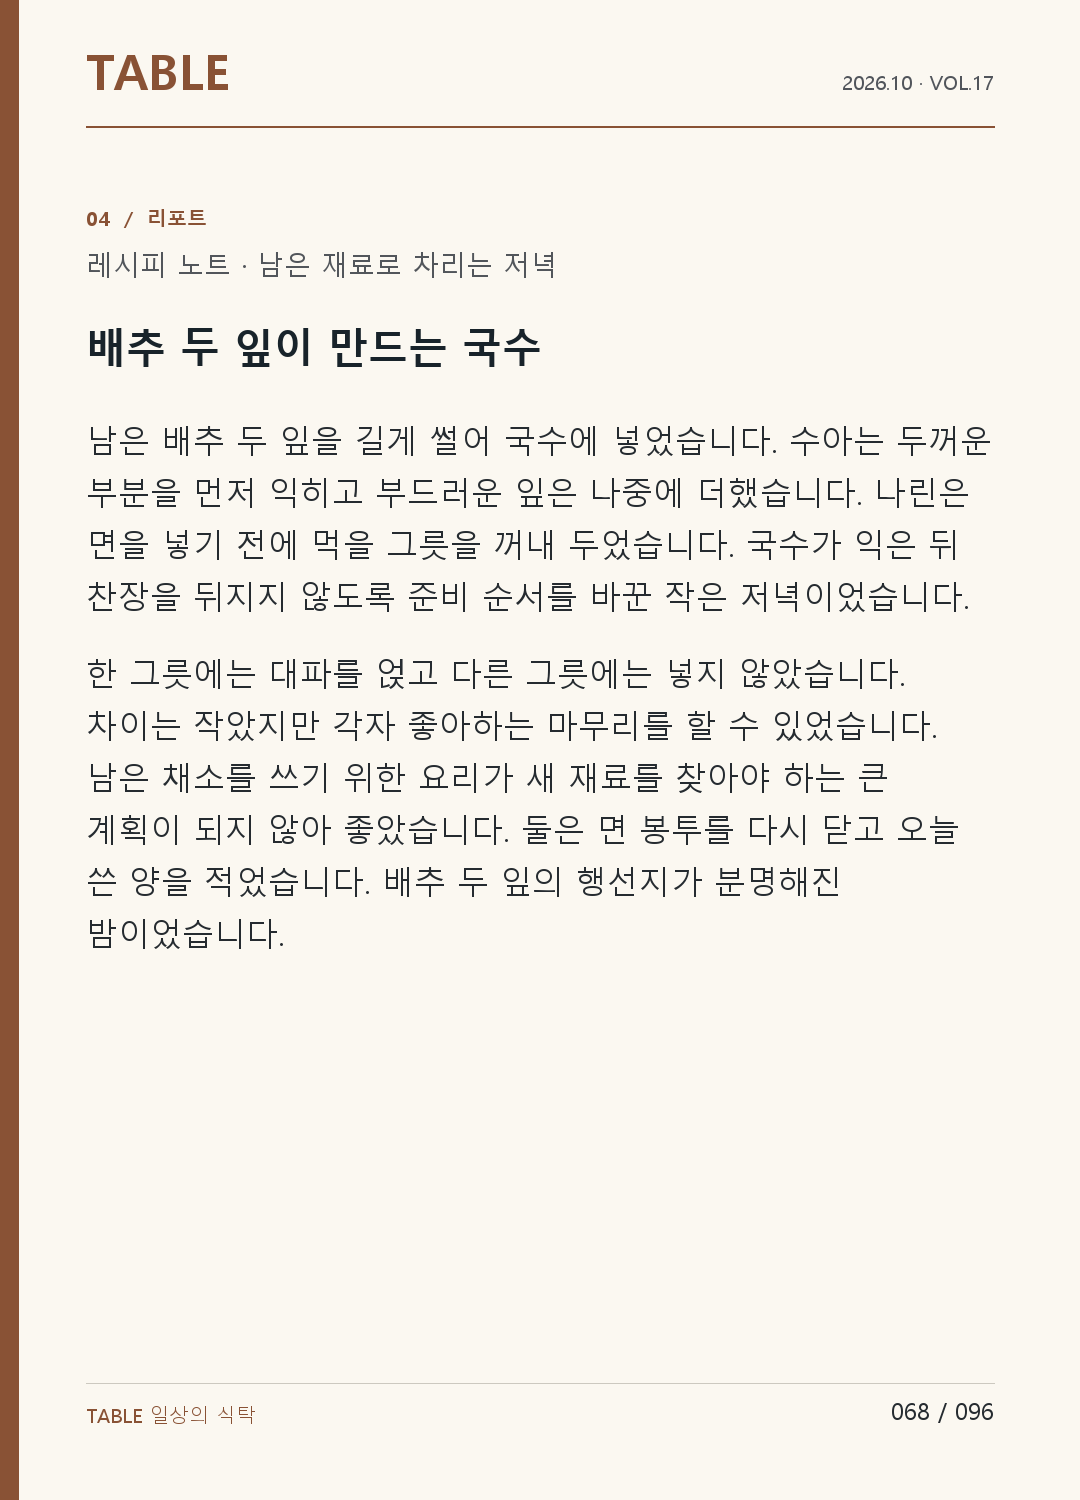 TABLE
2026.10 · VOL.17
04 / 리포트
레시피 노트 · 남은 재료로 차리는 저녁
배추 두 잎이 만드는 국수
남은 배추 두 잎을 길게 썰어 국수에 넣었습니다. 수아는 두꺼운
부분을 먼저 익히고 부드러운 잎은 나중에 더했습니다. 나린은
면을 넣기 전에 먹을 그릇을 꺼내 두었습니다. 국수가 익은 뒤
찬장을 뒤지지 않도록 준비 순서를 바꾼 작은 저녁이었습니다.
한 그릇에는 대파를 얹고 다른 그릇에는 넣지 않았습니다.
차이는 작았지만 각자 좋아하는 마무리를 할 수 있었습니다.
남은 채소를 쓰기 위한 요리가 새 재료를 찾아야 하는 큰
계획이 되지 않아 좋았습니다. 둘은 면 봉투를 다시 닫고 오늘
쓴 양을 적었습니다. 배추 두 잎의 행선지가 분명해진
밤이었습니다.
TABLE 일상의 식탁
068 / 096